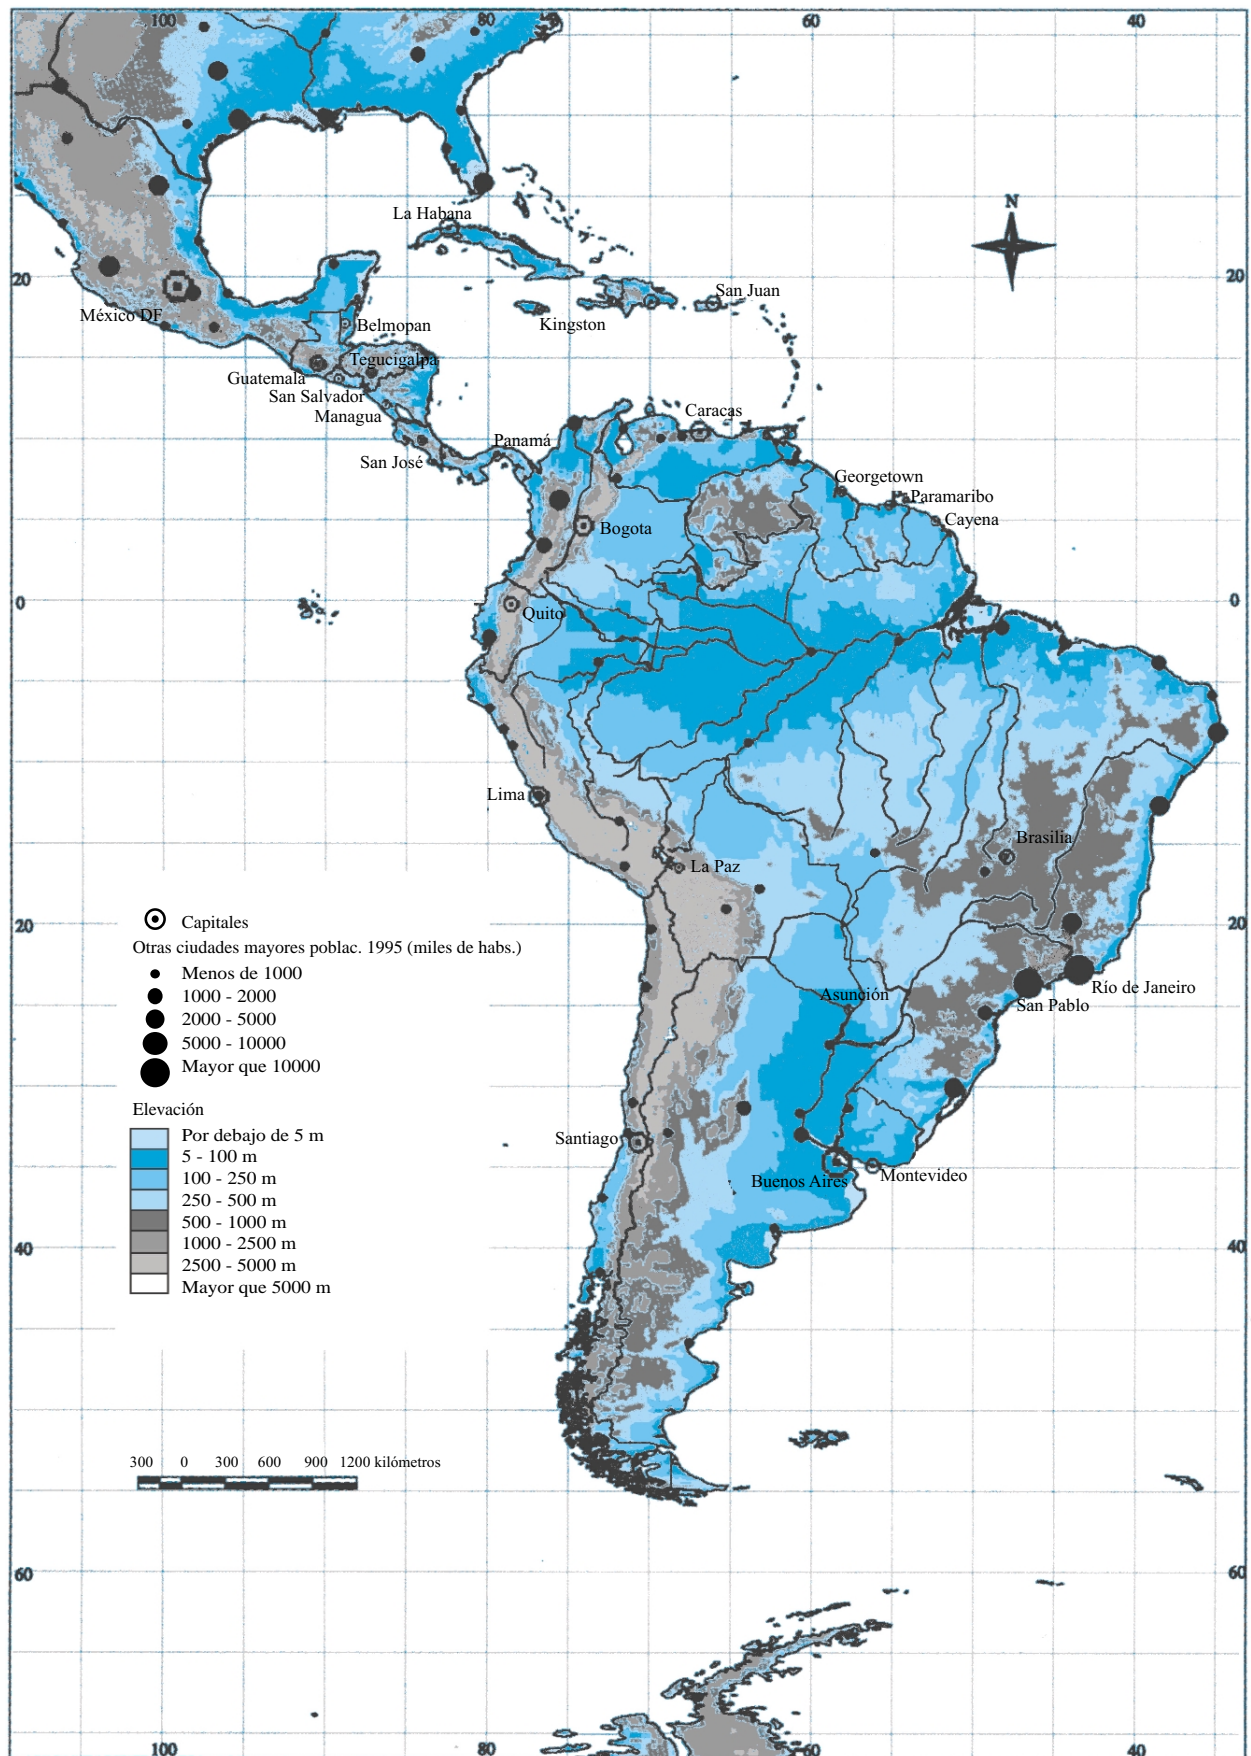 100
80
60
40
N
La Habana
20
20
San Juan
México DF
Kingston
Belmopan
Tegucigalpa
Guatemala
San Salvador
Managua
Caracas
Panamá
San José
Georgetown
Paramaribo
Cayena
Bogota
0
0
Quito
Lima
Brasilia
La Paz
Capitales
20
20
Otras ciudades mayores poblac. 1995 (miles de habs.)
Menos de 1000
1000 - 2000
2000 - 5000
5000 - 10000
Mayor que 10000
Asunción
Río de Janeiro
San Pablo
Elevación
Por debajo de 5 m
5 - 100 m
100 - 250 m
250 - 500 m
500 - 1000 m
1000 - 2500 m
2500 - 5000 m
Mayor que 5000 m
Santiago
Buenos Aires
Montevideo
40
40
300 0 300 600 900 1200 kilómetros
60
60
100
80
60
40